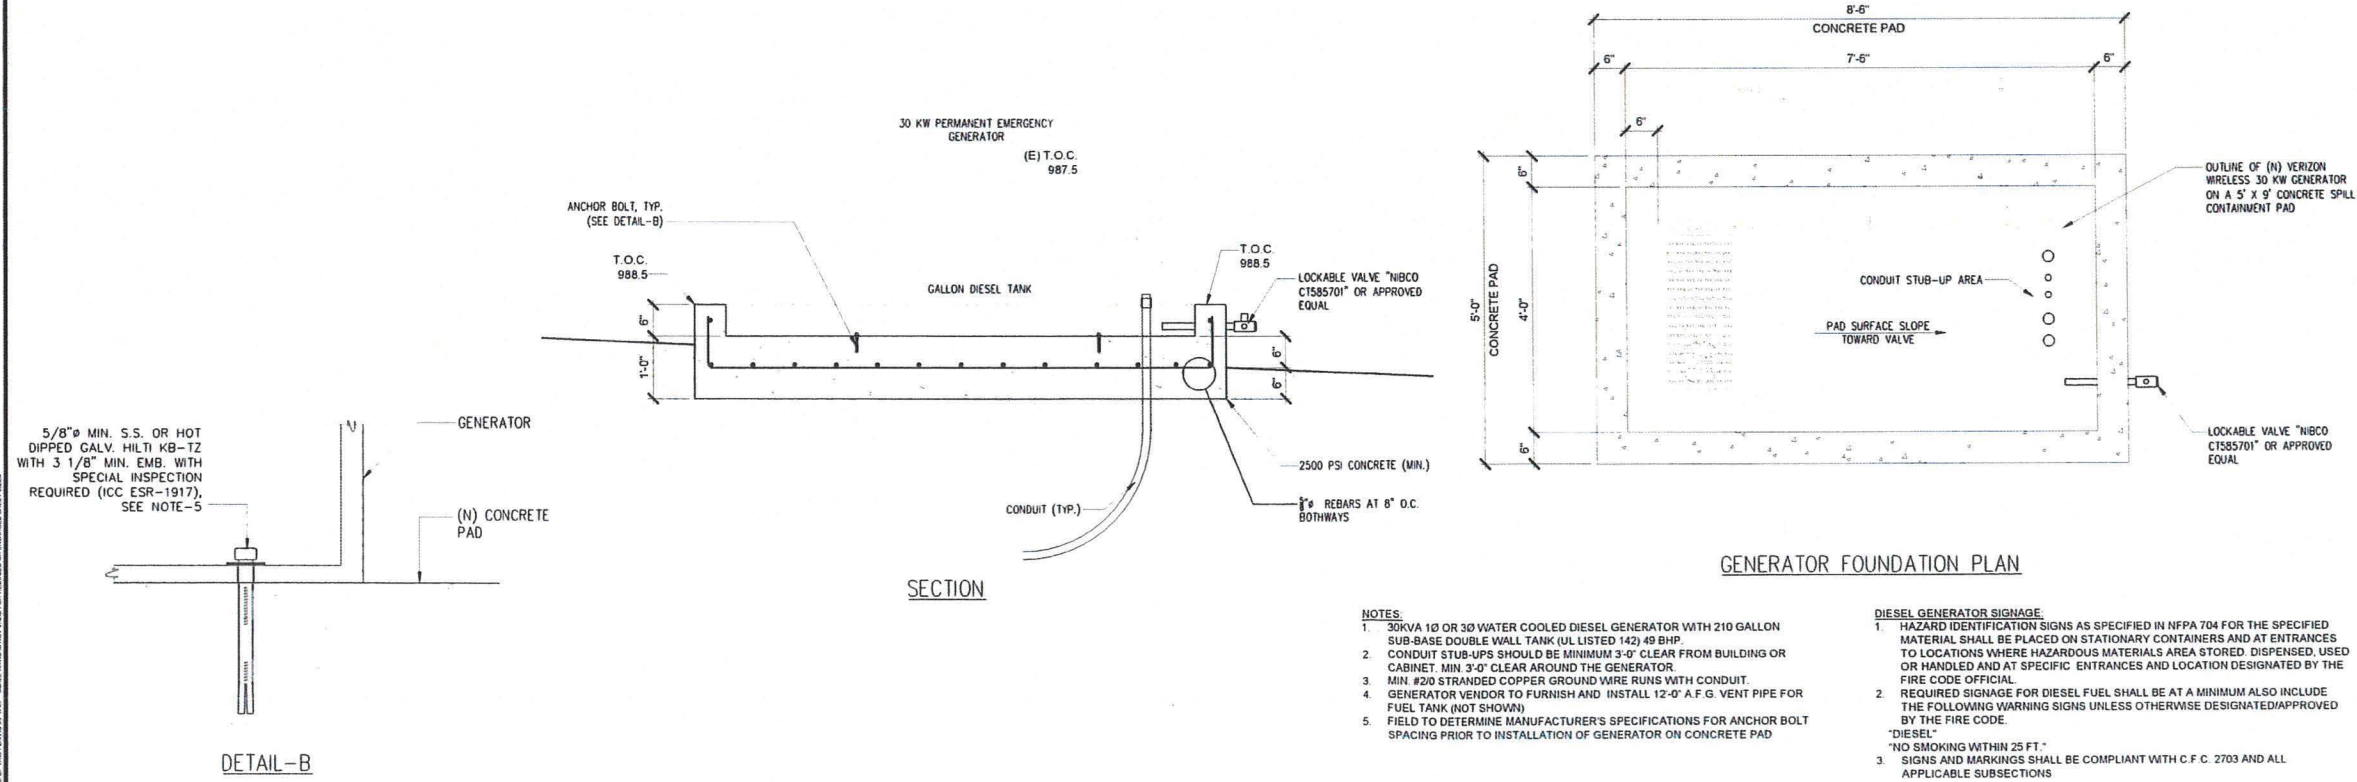 8'-6"
CONCRETE PAD
6"
7'-6"
6"
6"
5'-0"
CONCRETE PAD
6"
4'-0"
6"
OUTLINE OF (N) VERIZON
WIRELESS 30 KW GENERATOR
ON A 5' X 9' CONCRETE SPILL
CONTAINMENT PAD
CONDUIT STUB-UP AREA
PAD SURFACE SLOPE
TOWARD VALVE
LOCKABLE VALVE "NIBCO
CT585701" OR APPROVED
EQUAL
GENERATOR FOUNDATION PLAN
30 KW PERMANENT EMERGENCY
GENERATOR
(E) T.O.C.
987.5
ANCHOR BOLT, TYP.
(SEE DETAIL-B)
T.O.C.
988.5
GALLON DIESEL TANK
T.O.C.
988.5
LOCKABLE VALVE "NIBCO
CT585701" OR APPROVED
EQUAL
6"
1'-0"
6"
6"
2500 PSI CONCRETE (MIN.)
REBARS AT 8" O.C.
BOTHWAYS
CONDUIT (TYP.)
SECTION
5/8"ø MIN. S.S. OR HOT
DIPPED GALV. HILTI KB-TZ
WITH 3 1/8" MIN. EMB. WITH
SPECIAL INSPECTION
REQUIRED (ICC ESR-1917),
SEE NOTE-5
GENERATOR
(N) CONCRETE
PAD
DETAIL-B
NOTES:
1. 30KVA 1Ø OR 3Ø WATER COOLED DIESEL GENERATOR WITH 210 GALLON
SUB-BASE DOUBLE WALL TANK (UL LISTED 142) 49 BHP.
2. CONDUIT STUB-UPS SHOULD BE MINIMUM 3'-0" CLEAR FROM BUILDING OR
CABINET. MIN. 3'-0" CLEAR AROUND THE GENERATOR.
3. MIN. #2/0 STRANDED COPPER GROUND WIRE RUNS WITH CONDUIT.
4. GENERATOR VENDOR TO FURNISH AND INSTALL 12'-0" A.F.G. VENT PIPE FOR
FUEL TANK (NOT SHOWN)
5. FIELD TO DETERMINE MANUFACTURER'S SPECIFICATIONS FOR ANCHOR BOLT
SPACING PRIOR TO INSTALLATION OF GENERATOR ON CONCRETE PAD
DIESEL GENERATOR SIGNAGE:
1. HAZARD IDENTIFICATION SIGNS AS SPECIFIED IN NFPA 704 FOR THE SPECIFIED
MATERIAL SHALL BE PLACED ON STATIONARY CONTAINERS AND AT ENTRANCES
TO LOCATIONS WHERE HAZARDOUS MATERIALS AREA STORED. DISPENSED, USED
OR HANDLED AND AT SPECIFIC ENTRANCES AND LOCATION DESIGNATED BY THE
FIRE CODE OFFICIAL.
2. REQUIRED SIGNAGE FOR DIESEL FUEL SHALL BE AT A MINIMUM ALSO INCLUDE
THE FOLLOWING WARNING SIGNS UNLESS OTHERWISE DESIGNATED/APPROVED
BY THE FIRE CODE.
"DIESEL"
"NO SMOKING WITHIN 25 FT."
3. SIGNS AND MARKINGS SHALL BE COMPLIANT WITH C.F.C. 2703 AND ALL
APPLICABLE SUBSECTIONS